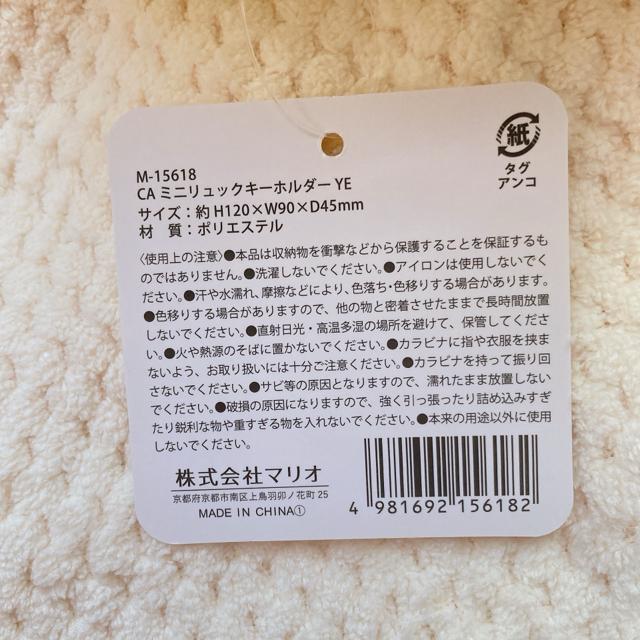 紙
タグ
アンコ
M-15618
CA ミニリュックキーホルダー YE
サイズ：約 H120×W90×D45mm
材　質：ポリエステル
〈使用上の注意〉●本品は収納物を衝撃などから保護することを保証するも
のではありません。●洗濯しないでください。●アイロンは使用しないでく
ださい。●汗や水濡れ、摩擦などにより、色落ち・色移りする場合があります。
●色移りする場合がありますので、他の物と密着させたままで長時間放置
しないでください。●直射日光・高温多湿の場所を避けて、保管してくださ
い。●火や熱源のそばに置かないでください。●カラビナに指や衣服を挟ま
ないよう、お取り扱いには十分ご注意ください。●カラビナを持って振り回
さないでください。●サビ等の原因となりますので、濡れたまま放置しない
でください。●破損の原因になりますので、強く引っ張ったり詰め込みすぎ
たり鋭利な物や重すぎる物を入れないでください。●本来の用途以外に使用
しないでください。
株式会社マリオ
京都府京都市南区上鳥羽卯ノ花町 25
MADE IN CHINA①
4 981692 156182